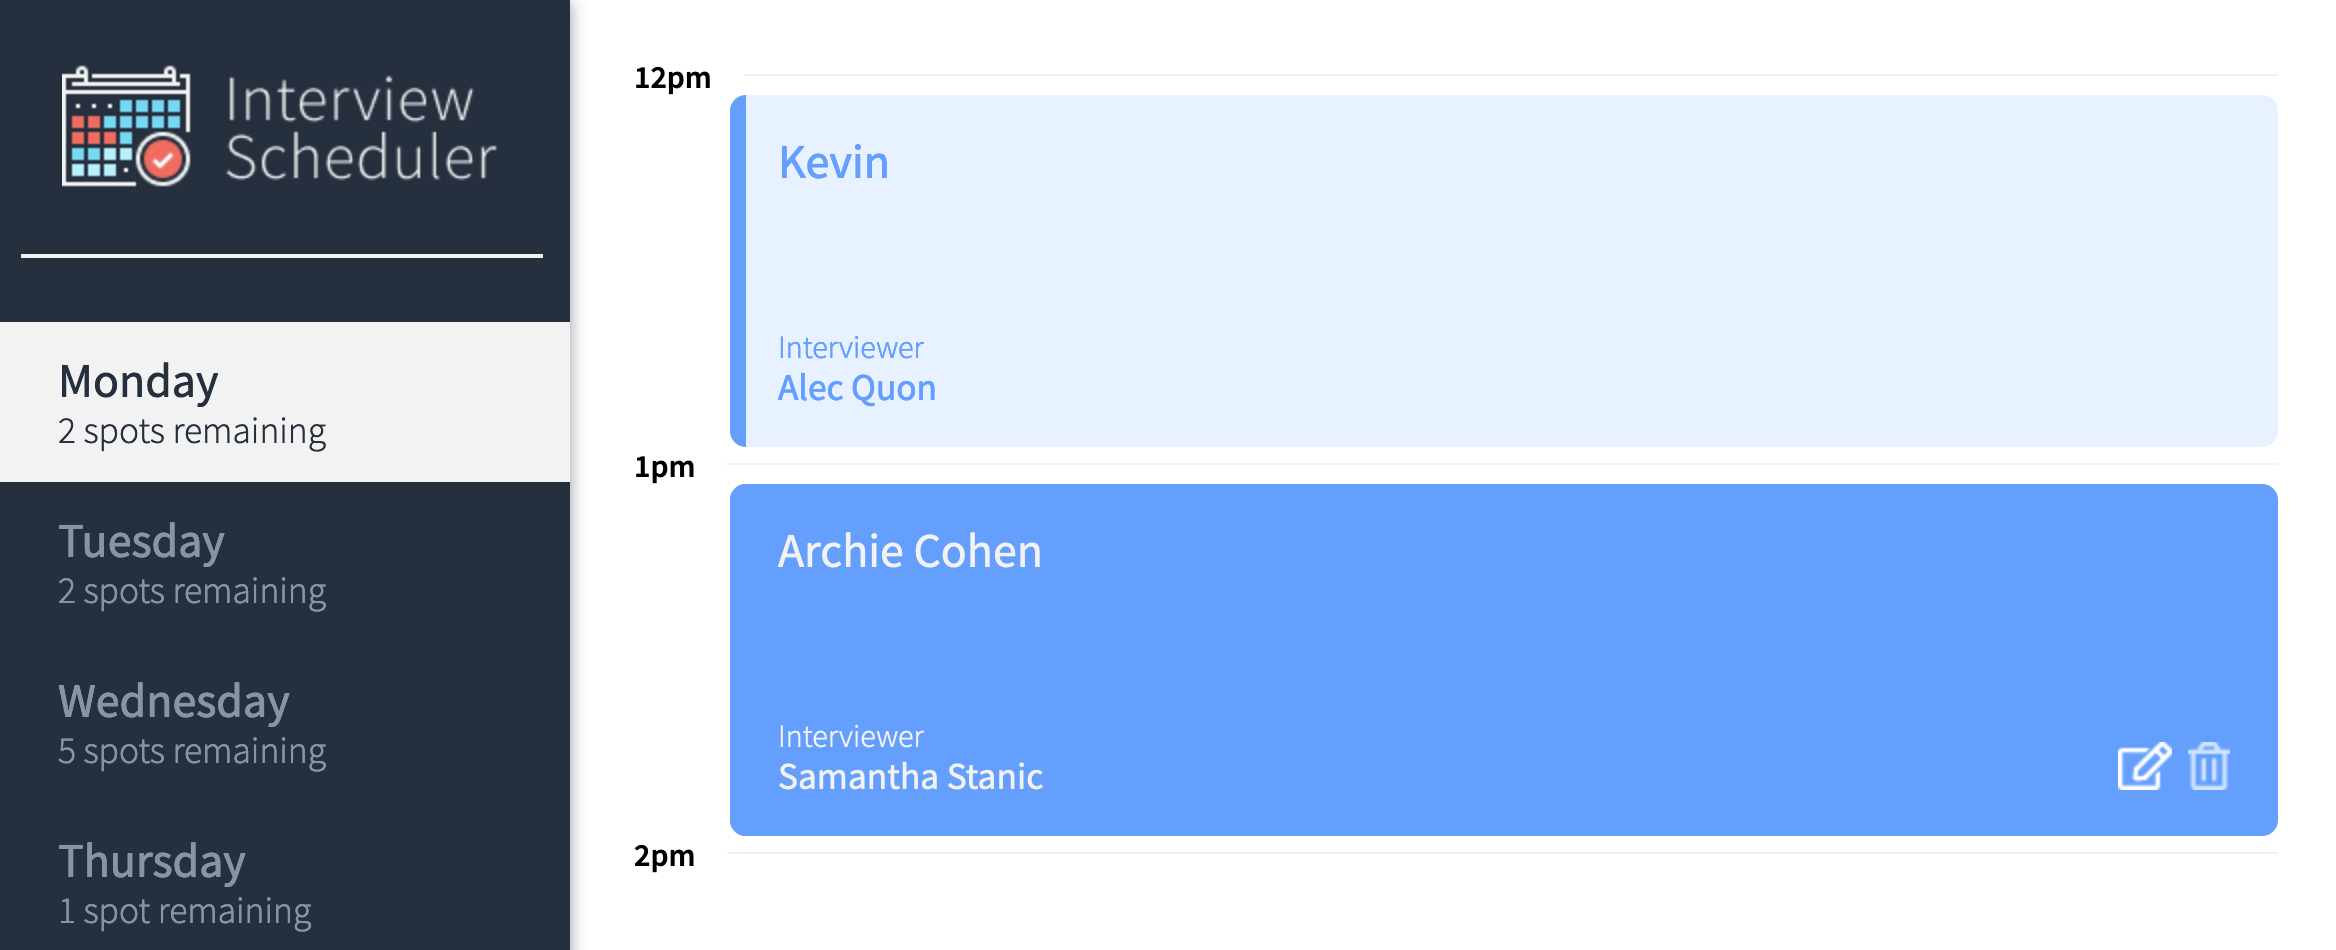 Interview
Scheduler
Monday
2 spots remaining
Tuesday
2 spots remaining
Wednesday
5 spots remaining
Thursday
1 spot remaining
12pm
Kevin
Interviewer
Alec Quon
1pm
Archie Cohen
Interviewer
Samantha Stanic
2pm